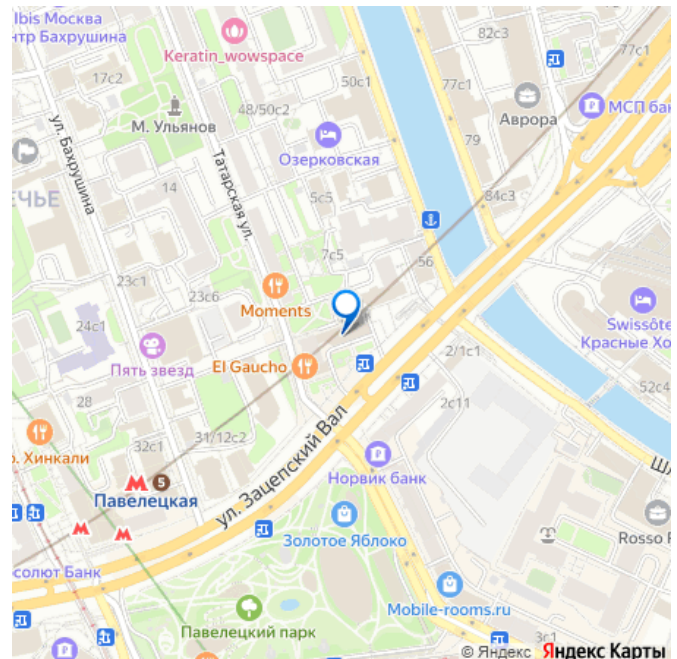 Ibis Москва
нтр Бахрушина
Keratin_wowspace
82с3
77с1
17с2
50с1
77с1
Аврора
МСП бан
48/50с2
М. Ульянов
79
ул. Бахрушина
Озерковская
Татарская ул.
14
5с5
84с3
ЕЧЬЕ
7с5
56
23с1
23с6
Moments
24с1
Swissôte
Красные Хо
Пять звезд
El Gaucho
2/1с1
28
52с4
2с11
р. Хинкали
32с1
31/12с2
ул. Зацепский Вал
Норвик банк
5
Павелецкая
Золотое Яблоко
Rosso F
солют Банк
Mobile-rooms.ru
Павелецкий парк
3с1
© Яндекс Яндекс Карты